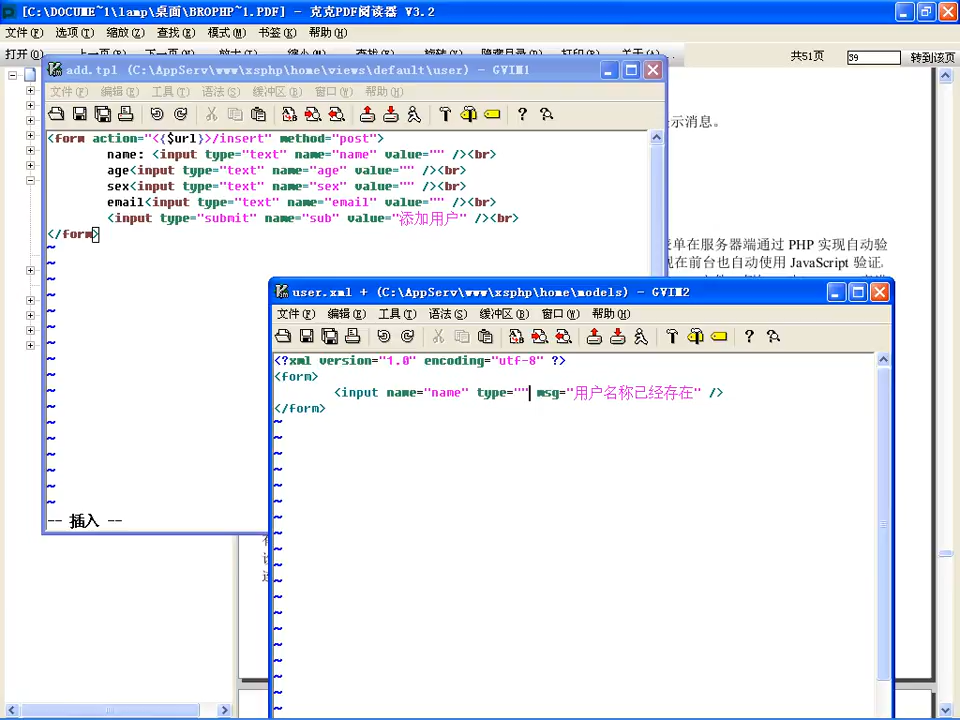 [C:\DOCUME~1\lamp\桌面\BROPHP~1.PDF] - 克克PDF阅读器 V3.2
文件(F) 选项(T) 缩放(Z) 查找(E) 模式(M) 书签(K) 帮助(H)
打开(O) 共51页 39 转到该页
add.tpl (C:\AppServ\www\xsphp\home\views\default\user) - GVIM1
文件(F) 编辑(E) 工具(T) 语法(S) 缓冲区(B) 窗口(W) 帮助(H)
示消息。
<form action="<{$url}>/insert" method="post">
name: <input type="text" name="name" value="" /><br>
age<input type="text" name="age" value="" /><br>
sex<input type="text" name="sex" value="" /><br>
email<input type="text" name="email" value="" /><br>
<input type="submit" name="sub" value="添加用户" /><br>
</form>
单在服务器端通过 PHP 实现自动验
现在前台也自动使用 JavaScript 验证.
-- 插入 --
user.xml + (C:\AppServ\www\xsphp\home\models) - GVIM2
文件(F) 编辑(E) 工具(T) 语法(S) 缓冲区(B) 窗口(W) 帮助(H)
<?xml version="1.0" encoding="utf-8" ?>
<form>
<input name="name" type="" msg="用户名称已经存在" />
</form>